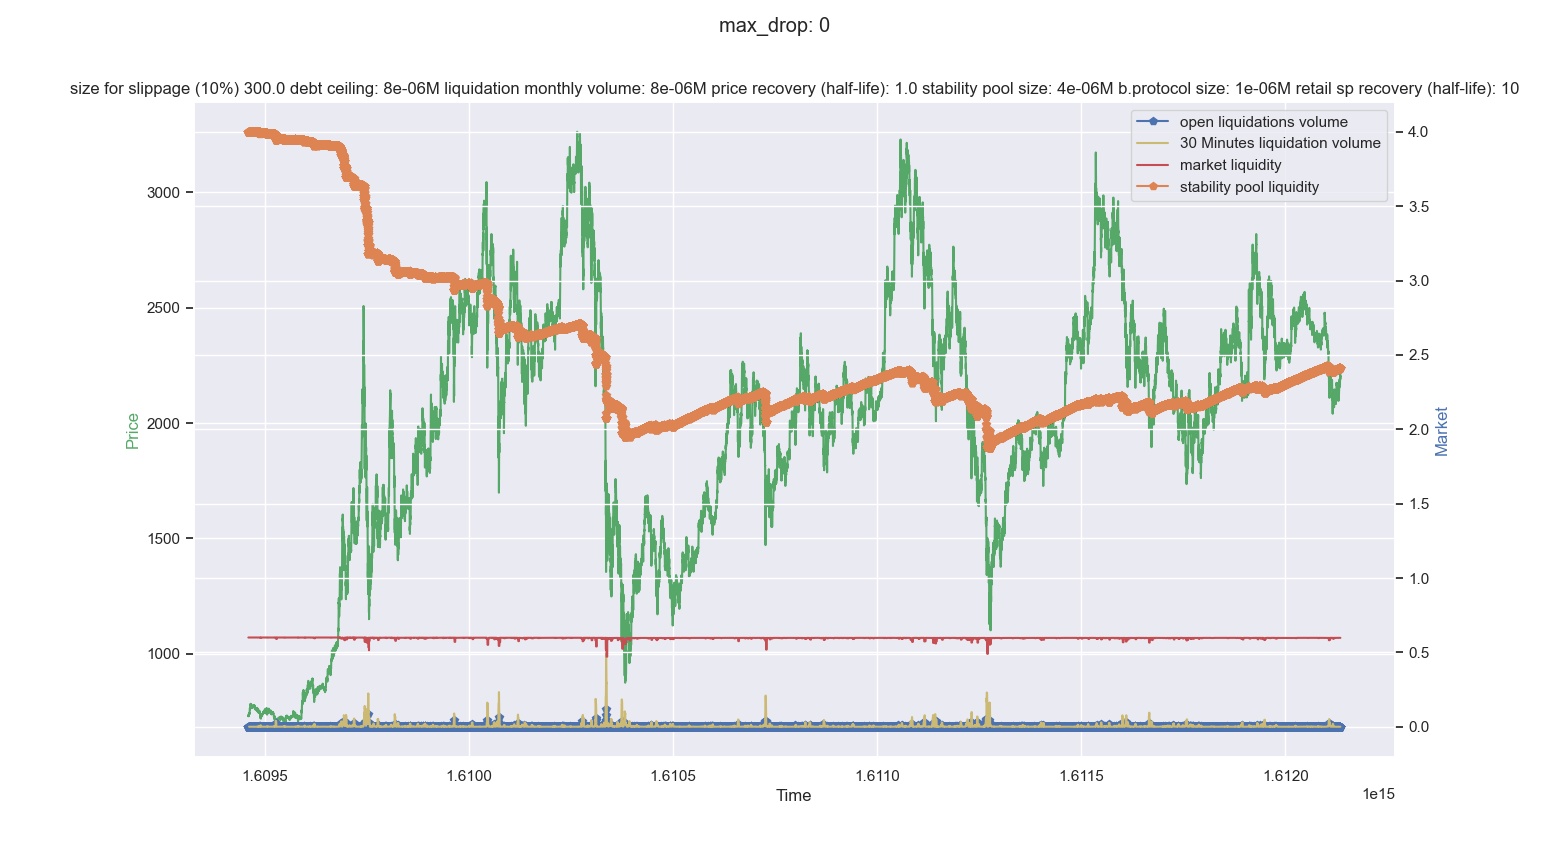 max_drop: 0
size for slippage (10%) 300.0 debt ceiling: 8e-06M liquidation monthly volume: 8e-06M price recovery (half-life): 1.0 stability pool size: 4e-06M b.protocol size: 1e-06M retail sp recovery (half-life): 10
open liquidations volume
30 Minutes liquidation volume
market liquidity
stability pool liquidity
3000
2500
2000
1500
1000
Price
4.0
3.5
3.0
2.5
2.0
1.5
1.0
0.5
0.0
Market
1.6095 1.6100 1.6105 1.6110 1.6115 1.6120
Time
1e15